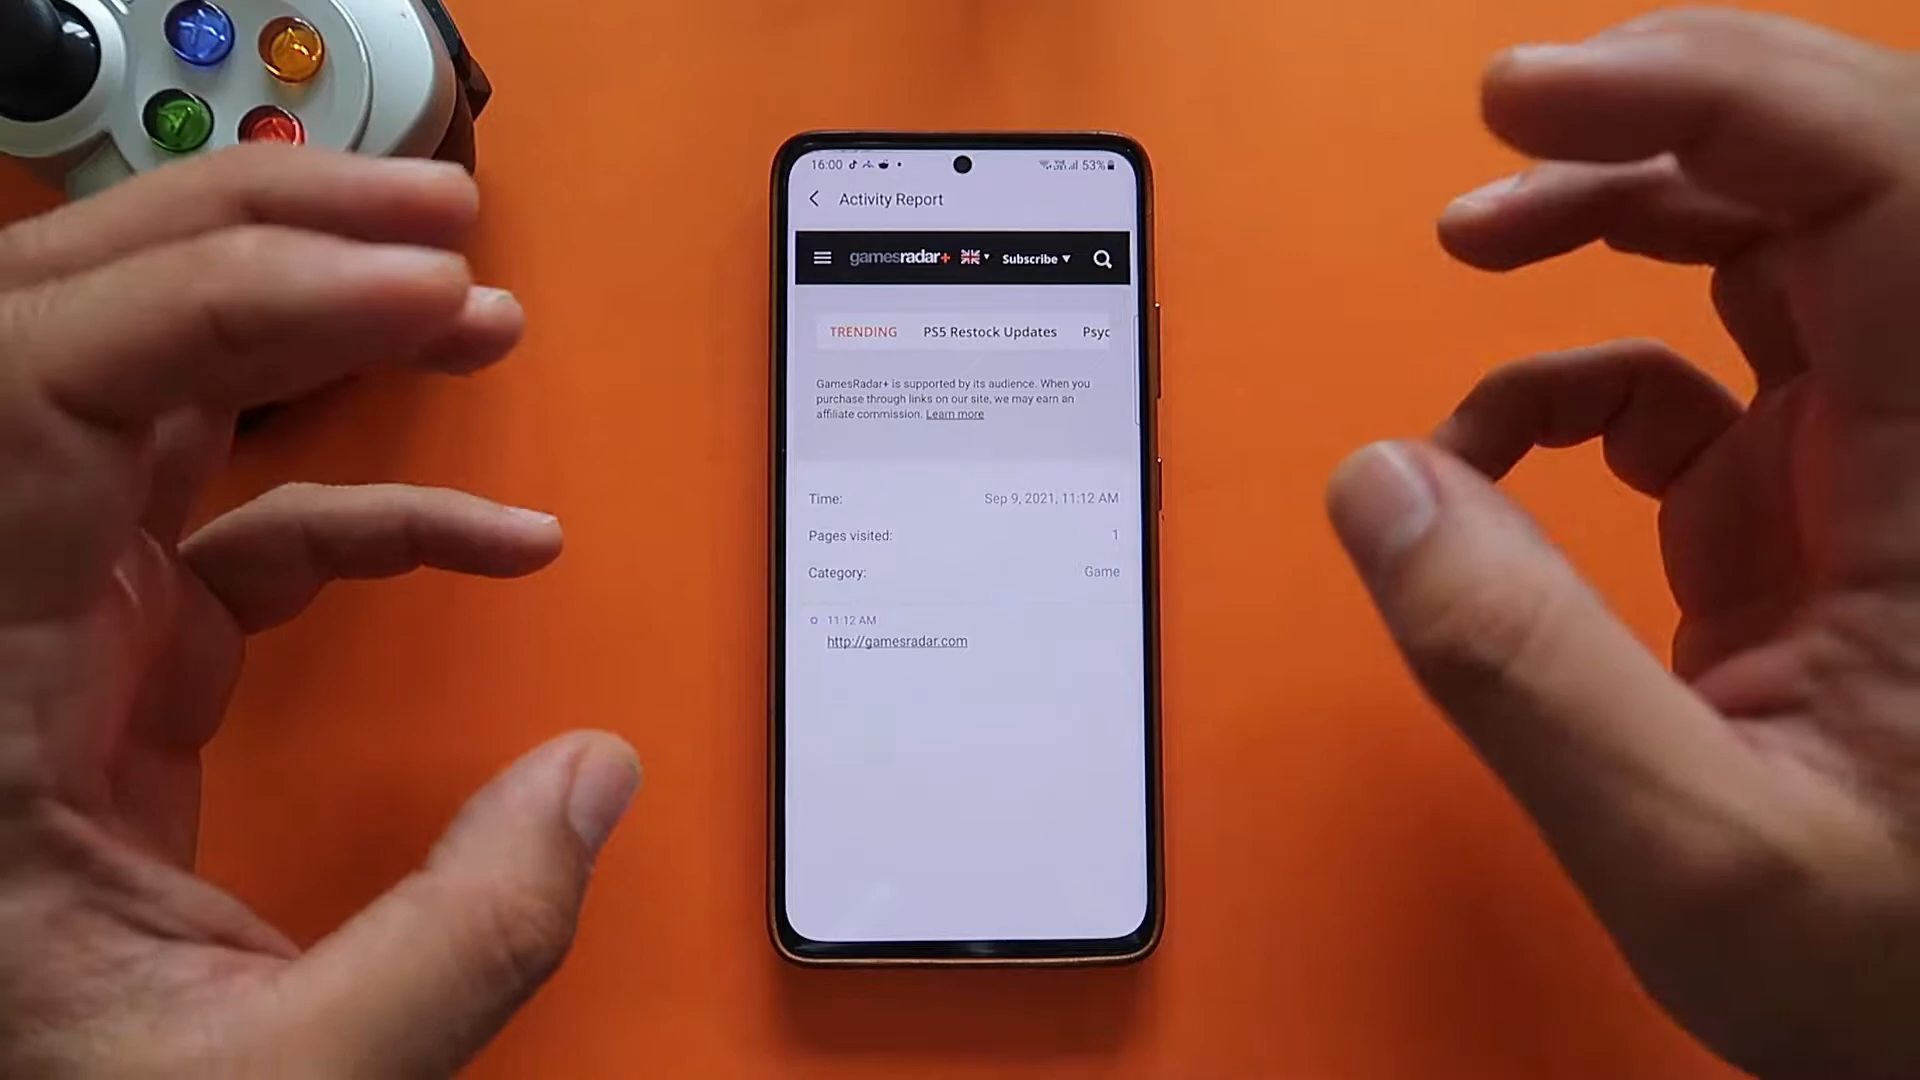 16:00
53%
Activity Report
gamesradar+ Subscribe
TRENDING PS5 Restock Updates Psyc
GamesRadar+ is supported by its audience. When you
purchase through links on our site, we may earn an
affiliate commission. Learn more
Time: Sep 9, 2021, 11:12 AM
Pages visited: 1
Category: Game
11:12 AM
http://gamesradar.com